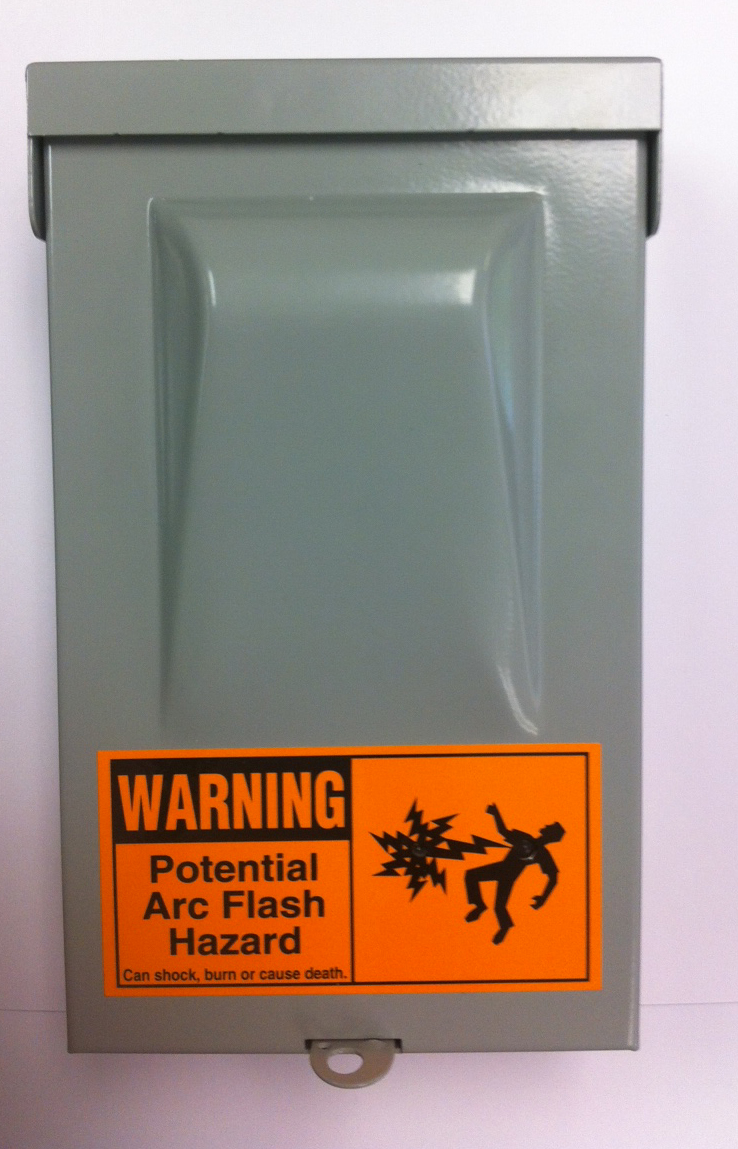 WARNING
Potential
Arc Flash
Hazard
Can shock, burn or cause death.